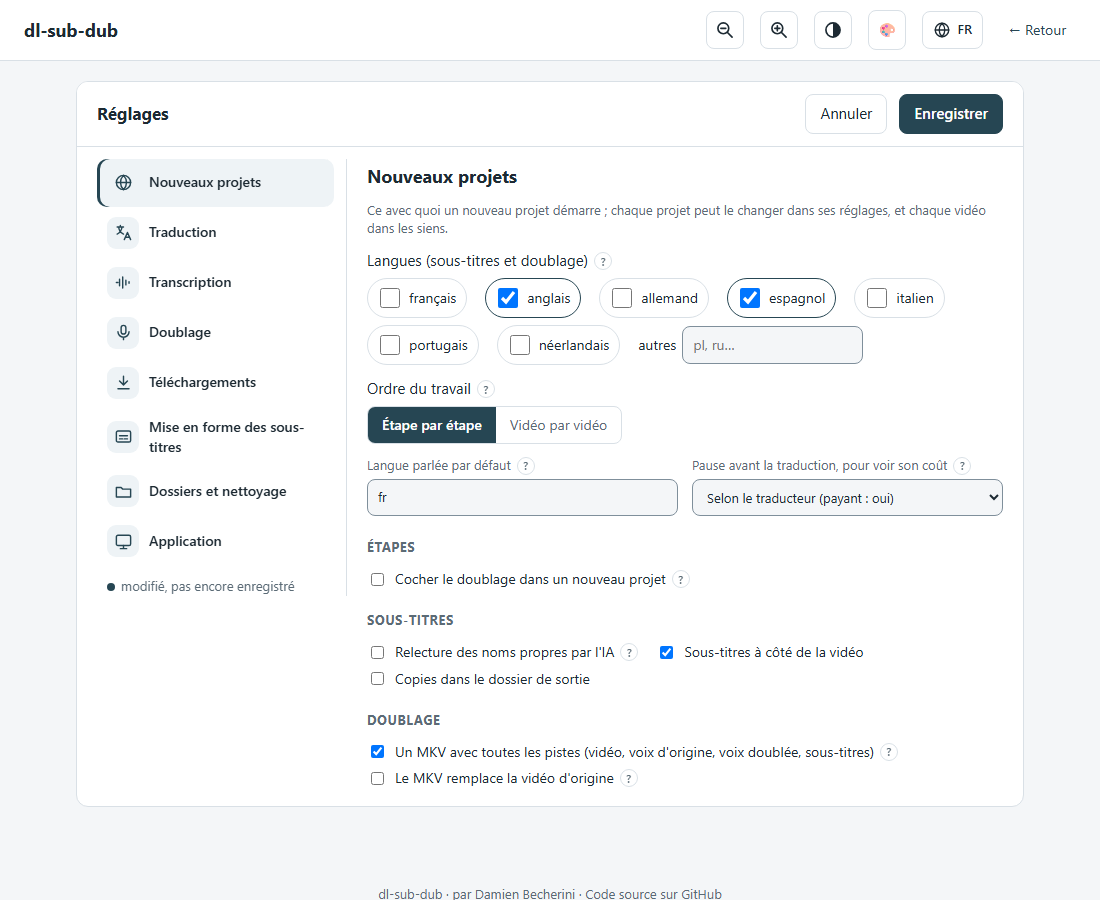 dl-sub-dub
FR
← Retour
Réglages
Annuler
Enregistrer
Nouveaux projets
Traduction
Transcription
Doublage
Téléchargements
Mise en forme des sous-
titres
Dossiers et nettoyage
Application
modifié, pas encore enregistré
Nouveaux projets
Ce avec quoi un nouveau projet démarre ; chaque projet peut le changer dans ses réglages, et chaque vidéo
dans les siens.
Langues (sous-titres et doublage) ?
français
anglais
allemand
espagnol
italien
portugais
néerlandais
autres
pl, ru...
Ordre du travail ?
Étape par étape
Vidéo par vidéo
Langue parlée par défaut ?
fr
Pause avant la traduction, pour voir son coût ?
Selon le traducteur (payant : oui)
ÉTAPES
Cocher le doublage dans un nouveau projet ?
SOUS-TITRES
Relecture des noms propres par l'IA ?
Sous-titres à côté de la vidéo
Copies dans le dossier de sortie
DOUBLAGE
Un MKV avec toutes les pistes (vidéo, voix d'origine, voix doublée, sous-titres) ?
Le MKV remplace la vidéo d'origine ?
dl-sub-dub · par Damien Becherini · Code source sur GitHub